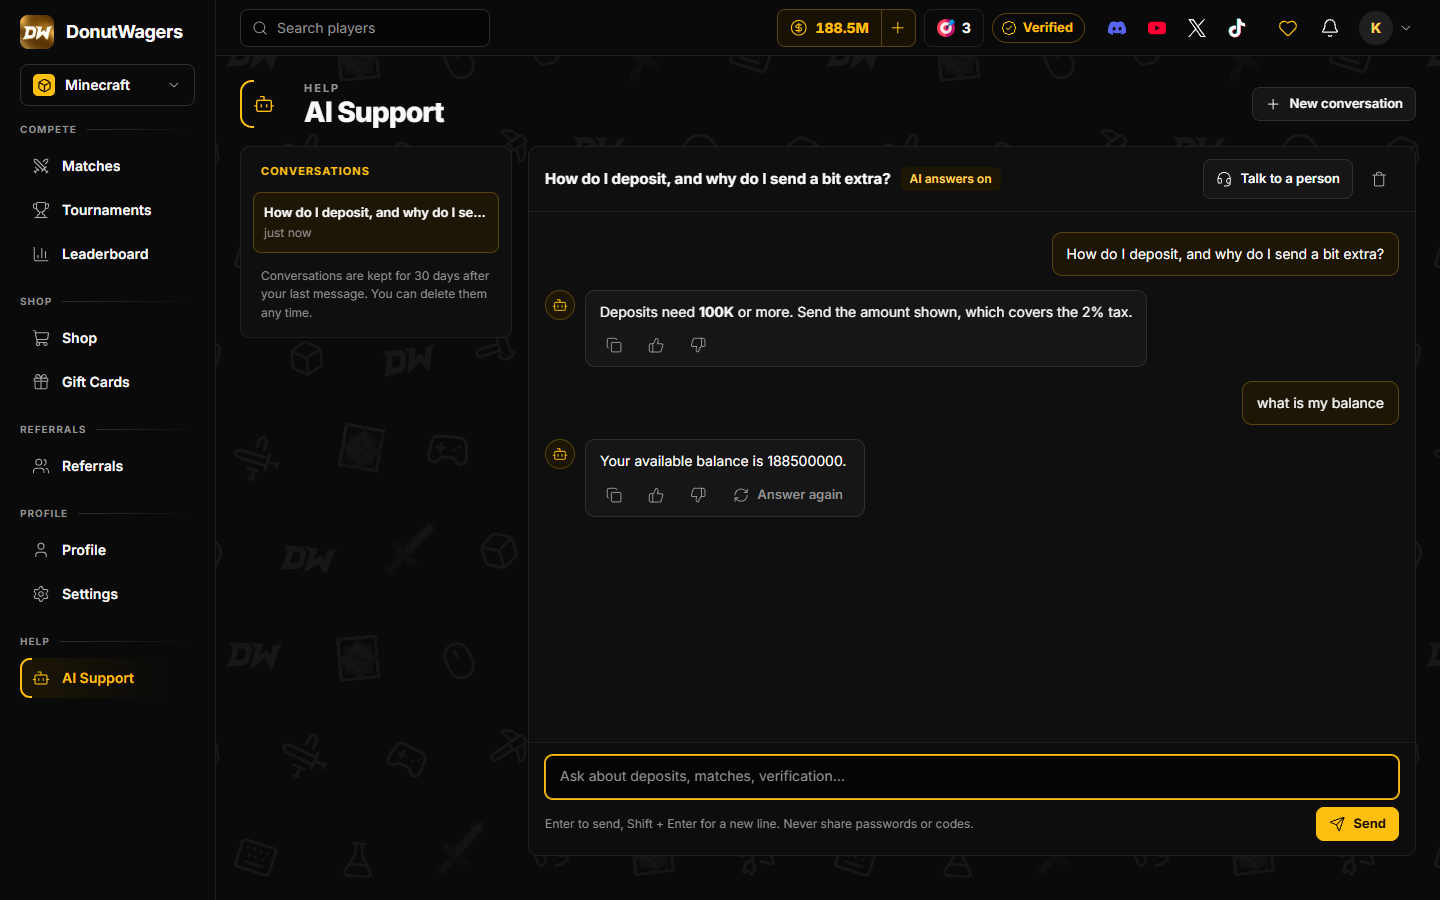 DW DonutWagers
Minecraft
COMPETE
Matches
Tournaments
Leaderboard
SHOP
Shop
Gift Cards
REFERRALS
Referrals
PROFILE
Profile
Settings
HELP
AI Support
Search players
188.5M
3
Verified
K
HELP
AI Support
New conversation
CONVERSATIONS
How do I deposit, and why do I se...
just now
Conversations are kept for 30 days after
your last message. You can delete them
any time.
How do I deposit, and why do I send a bit extra?
AI answers on
Talk to a person
How do I deposit, and why do I send a bit extra?
Deposits need 100K or more. Send the amount shown, which covers the 2% tax.
what is my balance
Your available balance is 188500000.
Answer again
Ask about deposits, matches, verification...
Enter to send, Shift + Enter for a new line. Never share passwords or codes.
Send